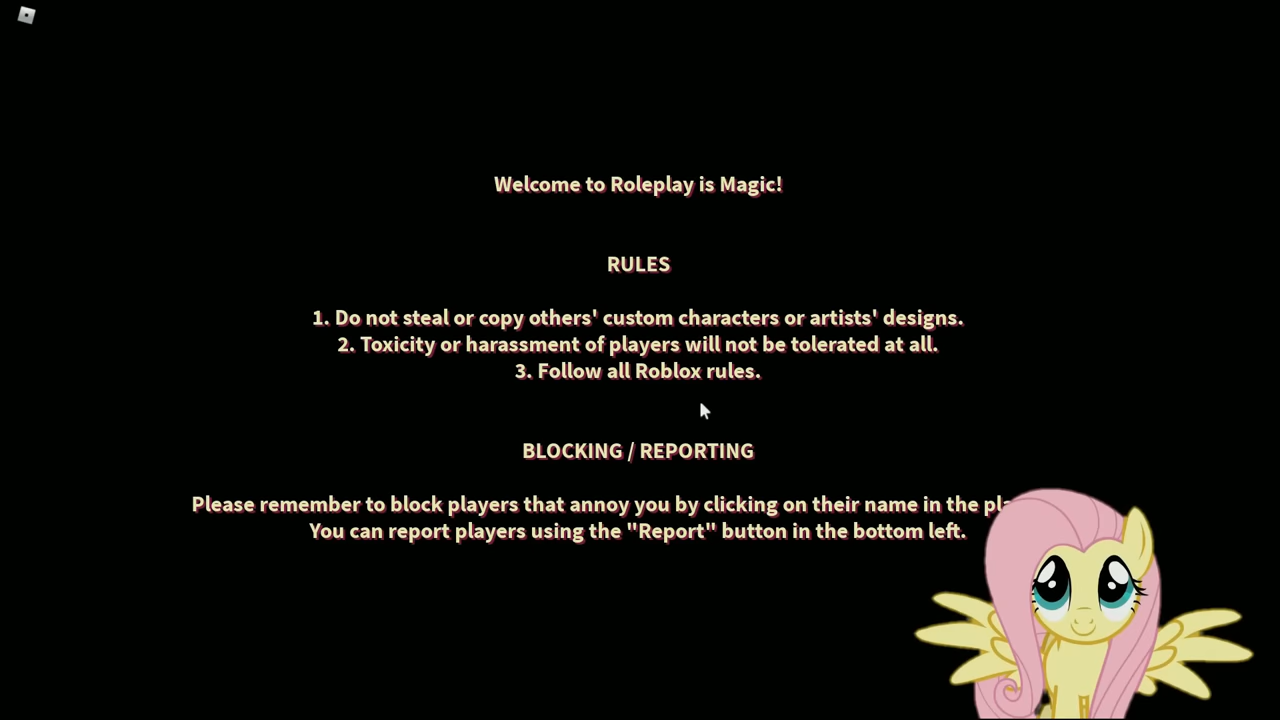 Welcome to Roleplay is Magic!
RULES
1. Do not steal or copy others' custom characters or artists' designs.
2. Toxicity or harassment of players will not be tolerated at all.
3. Follow all Roblox rules.
BLOCKING / REPORTING
Please remember to block players that annoy you by clicking on their name in the
You can report players using the "Report" button in the bottom left.